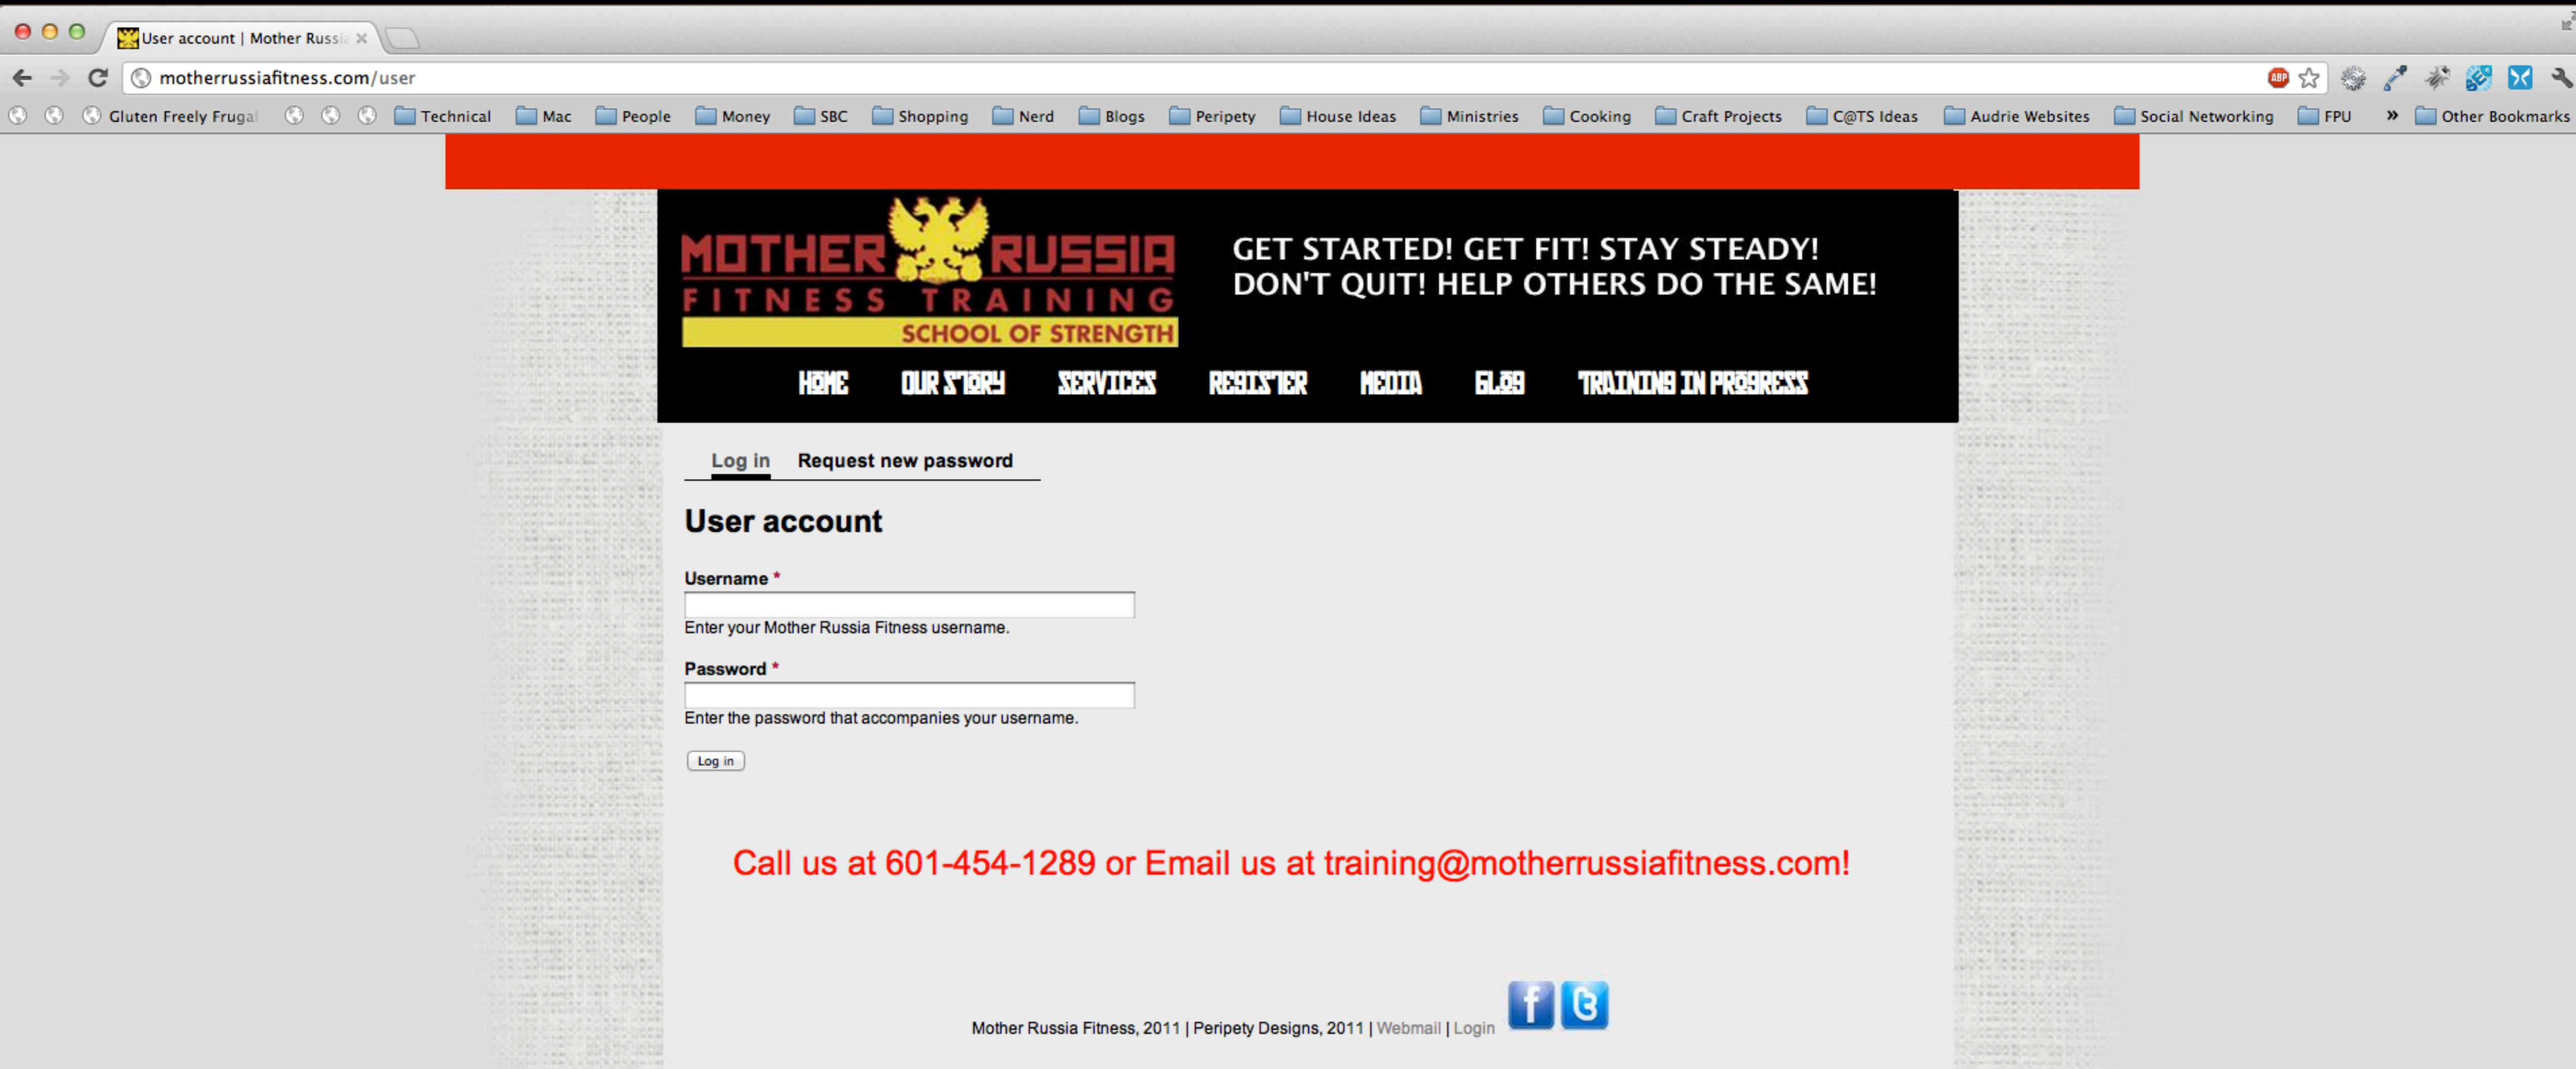 User account | Mother Russia
motherrussiafitness.com/user
ABP
Gluten Freely Frugal Technical Mac People Money SBC Shopping Nerd Blogs Peripety House Ideas Ministries Cooking Craft Projects C@TS Ideas Audrie Websites Social Networking FPU » Other Bookmarks
MOTHER RUSSIA
FITNESS TRAINING
SCHOOL OF STRENGTH
GET STARTED! GET FIT! STAY STEADY!
DON'T QUIT! HELP OTHERS DO THE SAME!
HOME OUR STORY SERVICES REGISTER MEDIA BLOG TRAINING IN PROGRESS
Log in Request new password
User account
Username *
Enter your Mother Russia Fitness username.
Password *
Enter the password that accompanies your username.
Log in
Call us at 601-454-1289 or Email us at training@motherrussiafitness.com!
Mother Russia Fitness, 2011 | Peripety Designs, 2011 | Webmail | Login